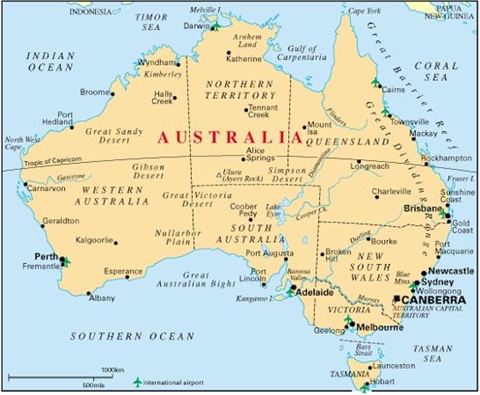 INDONESIA
PAPUA
NEW GUINEA
TIMOR
SEA
Melville I.
Cape York
Darwin
Arnhem
Land
Gulf of
Carpentaria
INDIAN
OCEAN
Wyndham
Katherine
CORAL
SEA
Kimberley
Great Barrier Reef
Broome
Halls
Creek
NORTHERN
TERRITORY
Cairns
Tennant
Creek
Townsville
Port
Hedland
Great Sandy
Desert
AUSTRALIA
Mount
Isa
Flinders
Mackay
North West
Cape
QUEENSLAND
Great Dividing Range
Tropic of Capricorn
Alice
Springs
Longreach
Rockhampton
Gibson
Desert
Uluru
(Ayers Rock)
Simpson
Desert
Diamantina
Fraser I.
Carnarvon
Gascoyne
WESTERN
AUSTRALIA
Great Victoria
Desert
Charleville
Sunshine
Coast
Coober
Pedy
Lake
Eyre
Cooper Ck.
Brisbane
Gold
Coast
Geraldton
Nullarbor
Plain
SOUTH
AUSTRALIA
Bourke
Darling
Kalgoorlie
Port Augusta
Broken
Hill
NEW
SOUTH
WALES
Port
Macquarie
Perth
Fremantle
Esperance
Great
Australian Bight
Port
Lincoln
Barossa
Valley
Blue
Mtns.
Newcastle
Sydney
Wollongong
Albany
Kangaroo I.
Adelaide
Murray
CANBERRA
AUSTRALIAN CAPITAL
TERRITORY
VICTORIA
Geelong
Melbourne
SOUTHERN OCEAN
Bass
Strait
TASMAN
SEA
1000km
500mls
international airport
TASMANIA
Launceston
Hobart